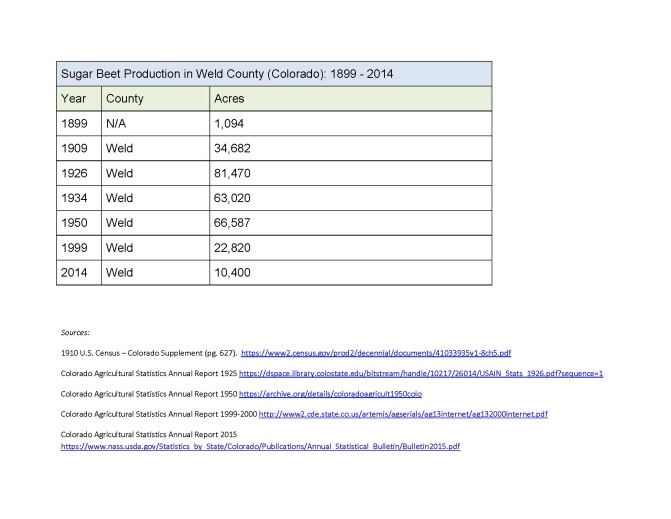 Sugar Beet Production in Weld County (Colorado): 1899 - 2014
Year County Acres
1899 N/A 1,094
1909 Weld 34,682
1926 Weld 81,470
1934 Weld 63,020
1950 Weld 66,587
1999 Weld 22,820
2014 Weld 10,400
Sources:
1910 U.S. Census – Colorado Supplement (pg. 627). https://www2.census.gov/prod2/decennial/documents/41033935v1-8ch5.pdf
Colorado Agricultural Statistics Annual Report 1925 https://dspace.library.colostate.edu/bitstream/handle/10217/26014/USAIN_Stats_1926.pdf?sequence=1
Colorado Agricultural Statistics Annual Report 1950 https://archive.org/details/coloradoagricult1950colo
Colorado Agricultural Statistics Annual Report 1999-2000 http://www2.cde.state.co.us/artemis/agserials/ag13internet/ag132000internet.pdf
Colorado Agricultural Statistics Annual Report 2015
https://www.nass.usda.gov/Statistics_by_State/Colorado/Publications/Annual_Statistical_Bulletin/Bulletin2015.pdf